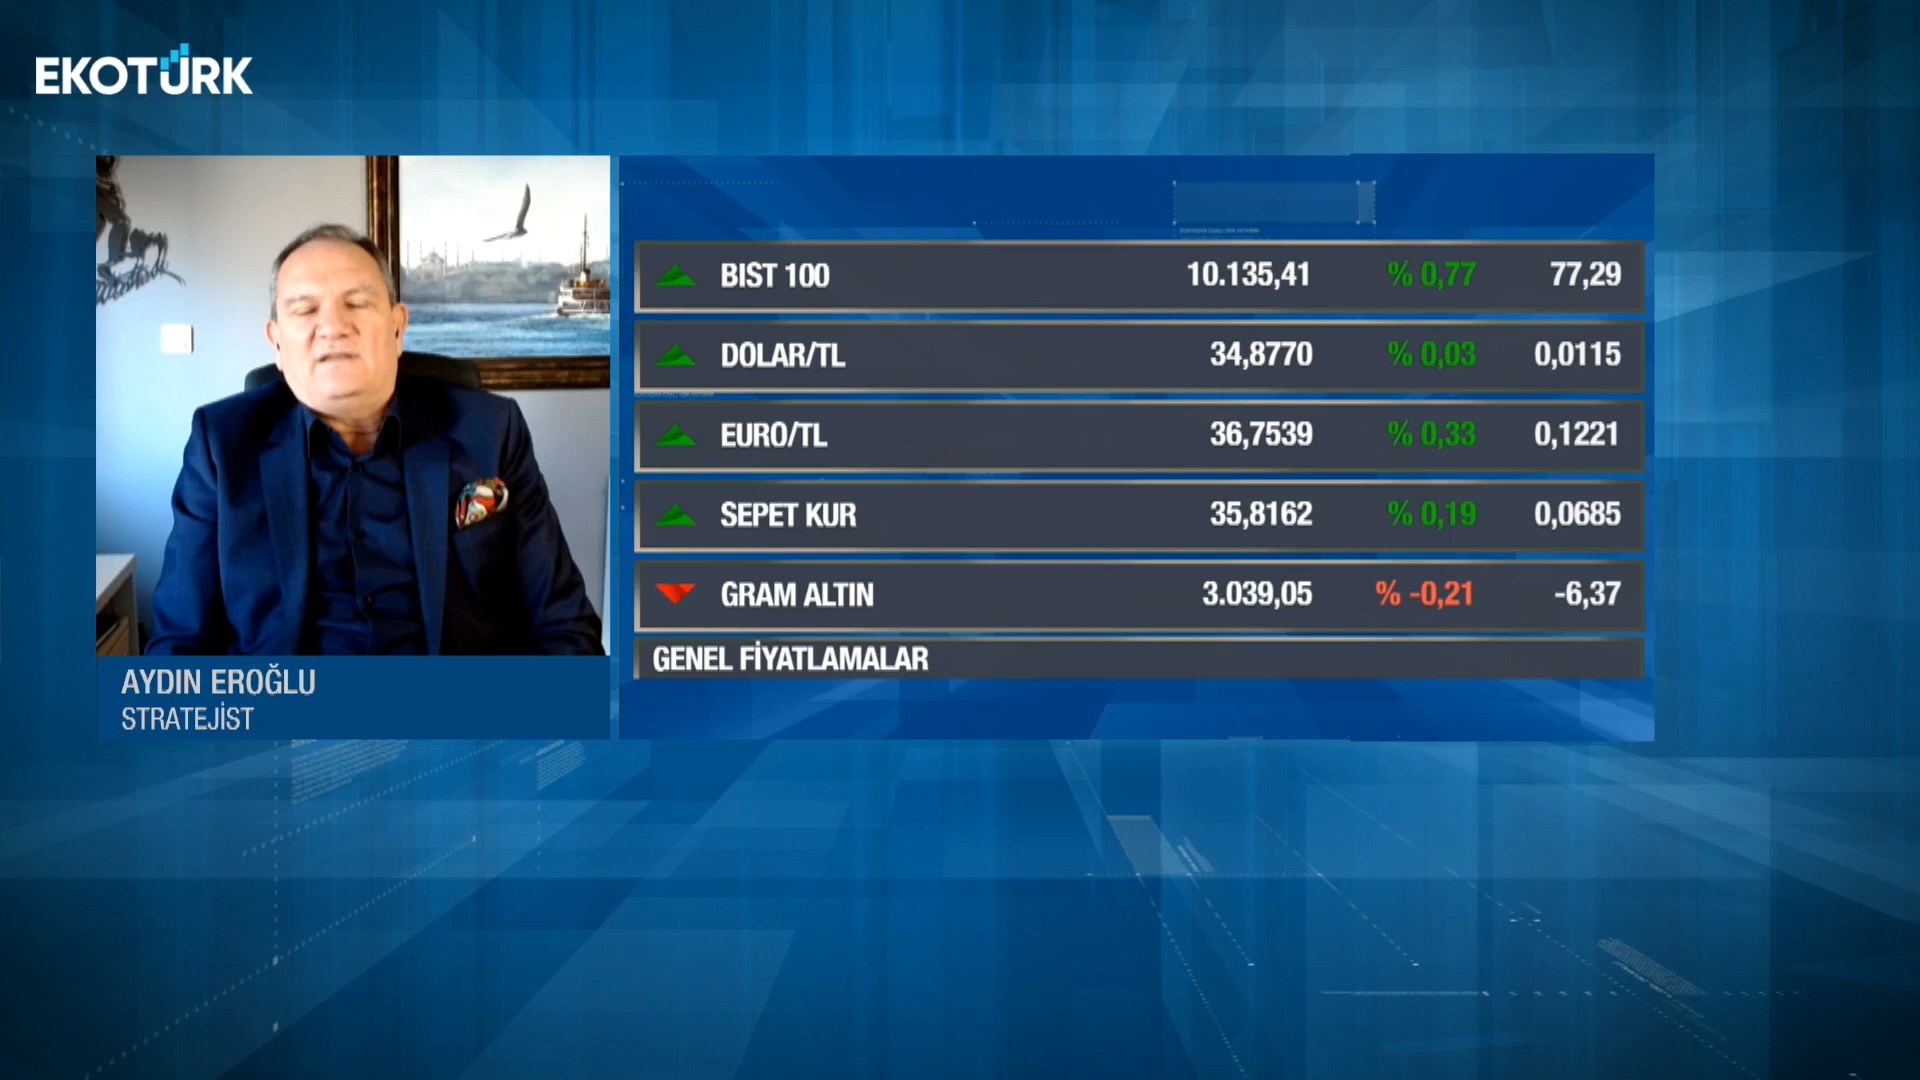 EKOTÜRK
BIST 100 10.135,41 % 0,77 77,29
DOLAR/TL 34,8770 % 0,03 0,0115
EURO/TL 36,7539 % 0,33 0,1221
SEPET KUR 35,8162 % 0,19 0,0685
GRAM ALTIN 3.039,05 % -0,21 -6,37
GENEL FİYATLAMALAR
AYDIN EROĞLU
STRATEJİST